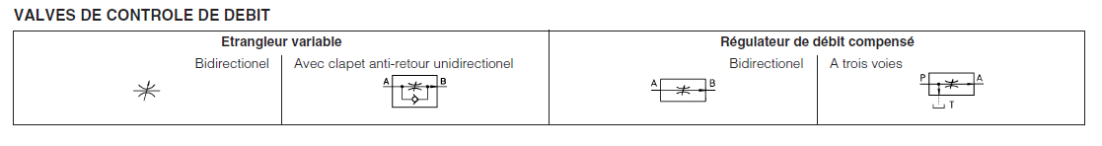 VALVES DE CONTROLE DE DEBIT
Etrangleur variable
Régulateur de débit compensé
Bidirectionel
Avec clapet anti-retour unidirectionel
Bidirectionel
A trois voies
A B
A B
P A
T